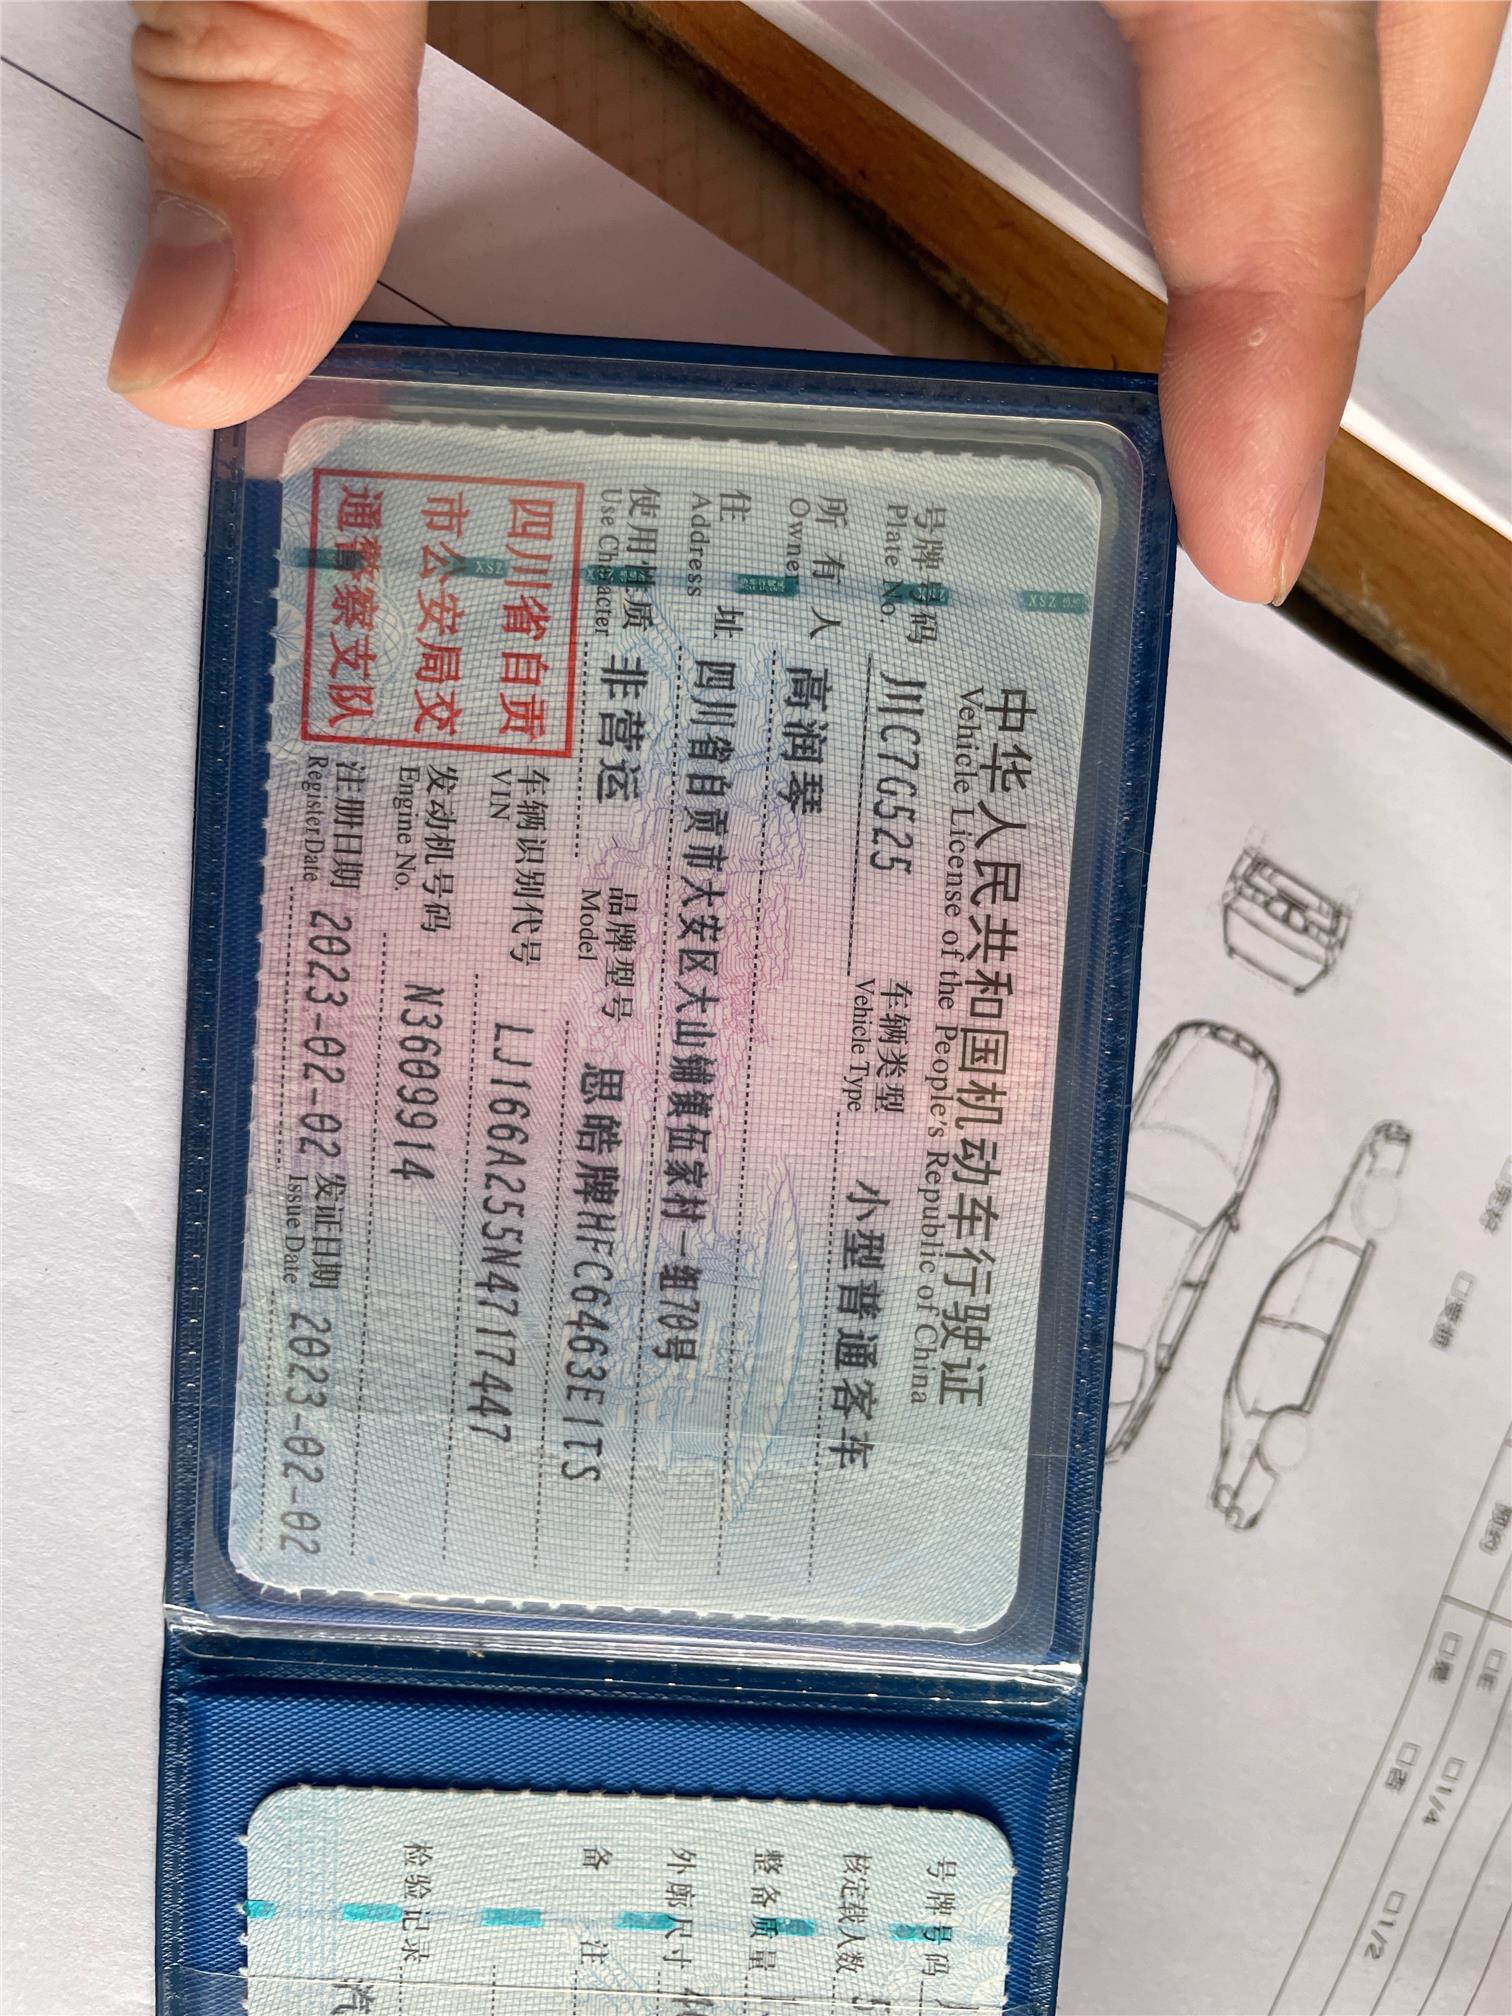 中华人民共和国机动车行驶证
Vehicle License of the People's Republic of China
号牌号码 川C7G525 车辆类型 小型普通客车
Plate No. Vehicle Type
所有人 高润琴
Owner
住址 四川省自贡市大安区大山铺镇伍家村一组70号
Address
使用性质 非营运 品牌型号 思皓牌HFC6463E1TS
Use Character Model
四川省自贡
市公安局交
通警察支队
车辆识别代号 LJ166A255N4717447
VIN
发动机号码 N3609914
Engine No.
注册日期 2023-02-02 发证日期 2023-02-02
Register Date Issue Date
号牌号码
核定载人数 5
整备质量
外廓尺寸
备注
检验记录
汽
□1/4
□1/2